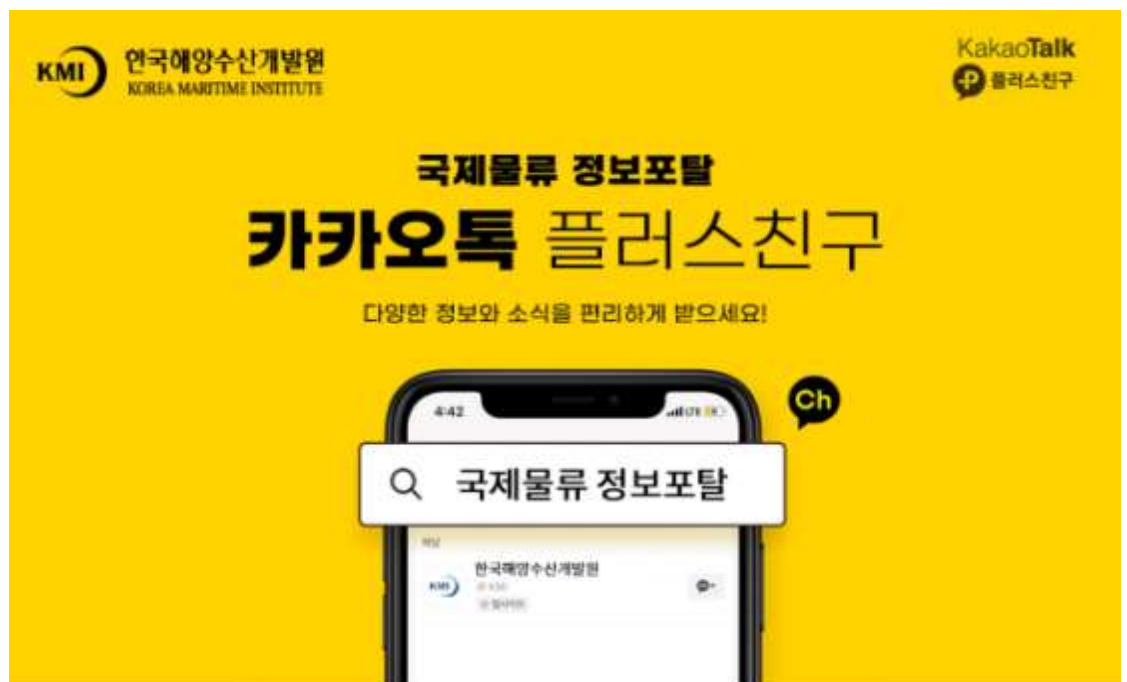 KMI 한국해양수산개발원
KOREA MARITIME INSTITUTE
KakaoTalk
플러스친구
국제물류 정보포탈
카카오톡 플러스친구
다양한 정보와 소식을 편리하게 받으세요!
Ch
4:42
LTE
국제물류 정보포탈
채널
한국해양수산개발원
KMI